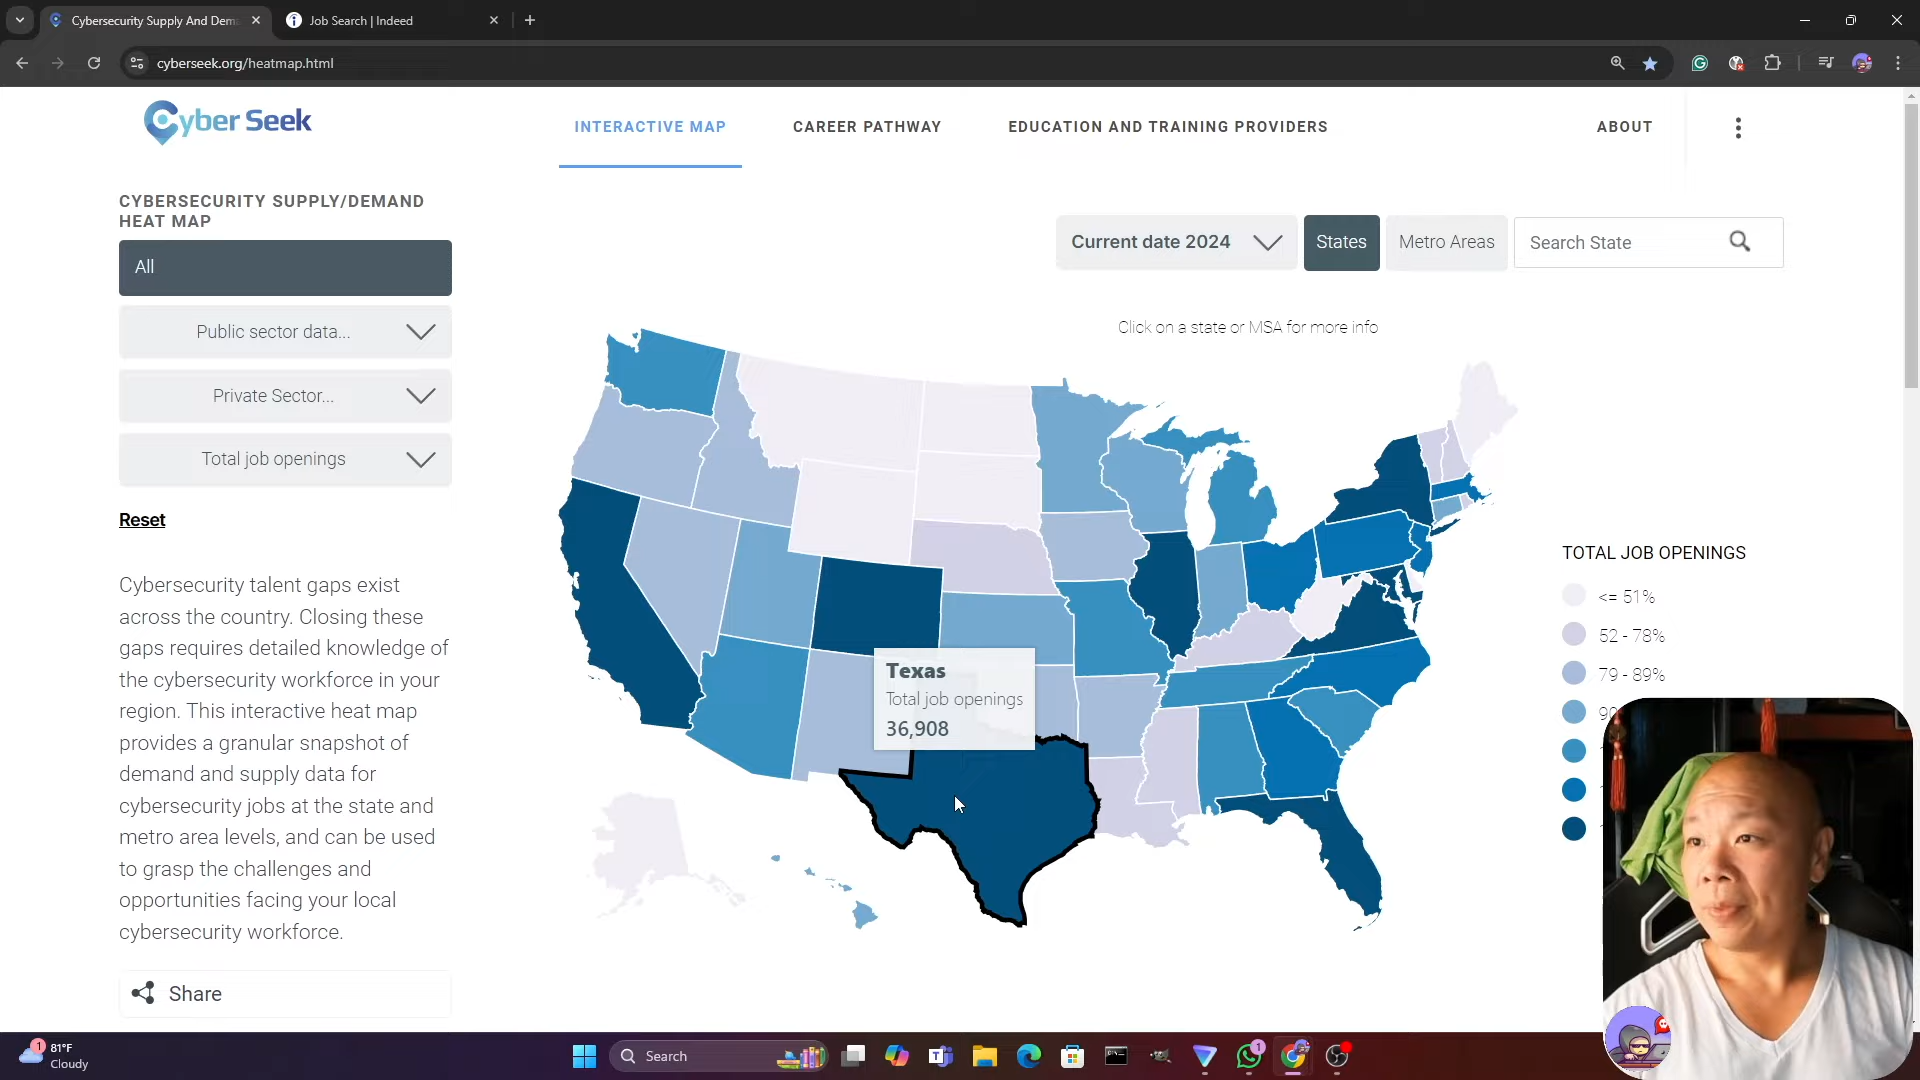 Cybersecurity Supply And Dem
Job Search | Indeed
cyberseek.org/heatmap.html
Cyber Seek
INTERACTIVE MAP
CAREER PATHWAY
EDUCATION AND TRAINING PROVIDERS
ABOUT
CYBERSECURITY SUPPLY/DEMAND
HEAT MAP
All
Public sector data...
Private Sector...
Total job openings
Reset
Current date 2024
States
Metro Areas
Search State
Click on a state or MSA for more info
Cybersecurity talent gaps exist
across the country. Closing these
gaps requires detailed knowledge of
the cybersecurity workforce in your
region. This interactive heat map
provides a granular snapshot of
demand and supply data for
cybersecurity jobs at the state and
metro area levels, and can be used
to grasp the challenges and
opportunities facing your local
cybersecurity workforce.
Share
Texas
Total job openings
36,908
TOTAL JOB OPENINGS
<= 51%
52 - 78%
79 - 89%
1
81°F
Cloudy
Search
1